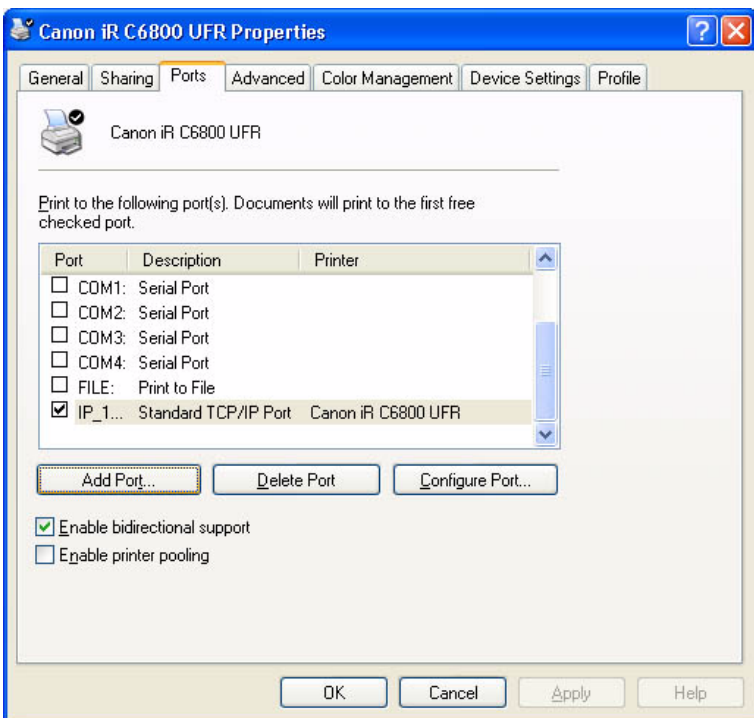 Canon iR C6800 UFR Properties
General Sharing Ports Advanced Color Management Device Settings Profile
Canon iR C6800 UFR
Print to the following port(s). Documents will print to the first free
checked port.
Port Description Printer
COM1: Serial Port
COM2: Serial Port
COM3: Serial Port
COM4: Serial Port
FILE: Print to File
IP_1... Standard TCP/IP Port Canon iR C6800 UFR
Add Port... Delete Port Configure Port...
Enable bidirectional support
Enable printer pooling
OK Cancel Apply Help